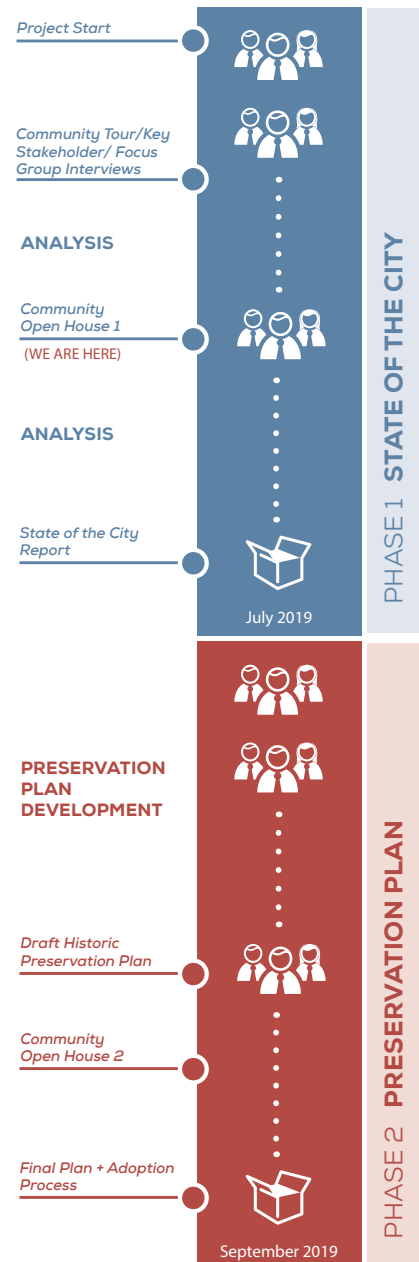 Project Start
Community Tour/Key
Stakeholder/ Focus
Group Interviews
ANALYSIS
Community
Open House 1
(WE ARE HERE)
ANALYSIS
State of the City
Report
July 2019
PHASE 1 STATE OF THE CITY
PRESERVATION
PLAN
DEVELOPMENT
Draft Historic
Preservation Plan
Community
Open House 2
Final Plan + Adoption
Process
September 2019
PHASE 2 PRESERVATION PLAN